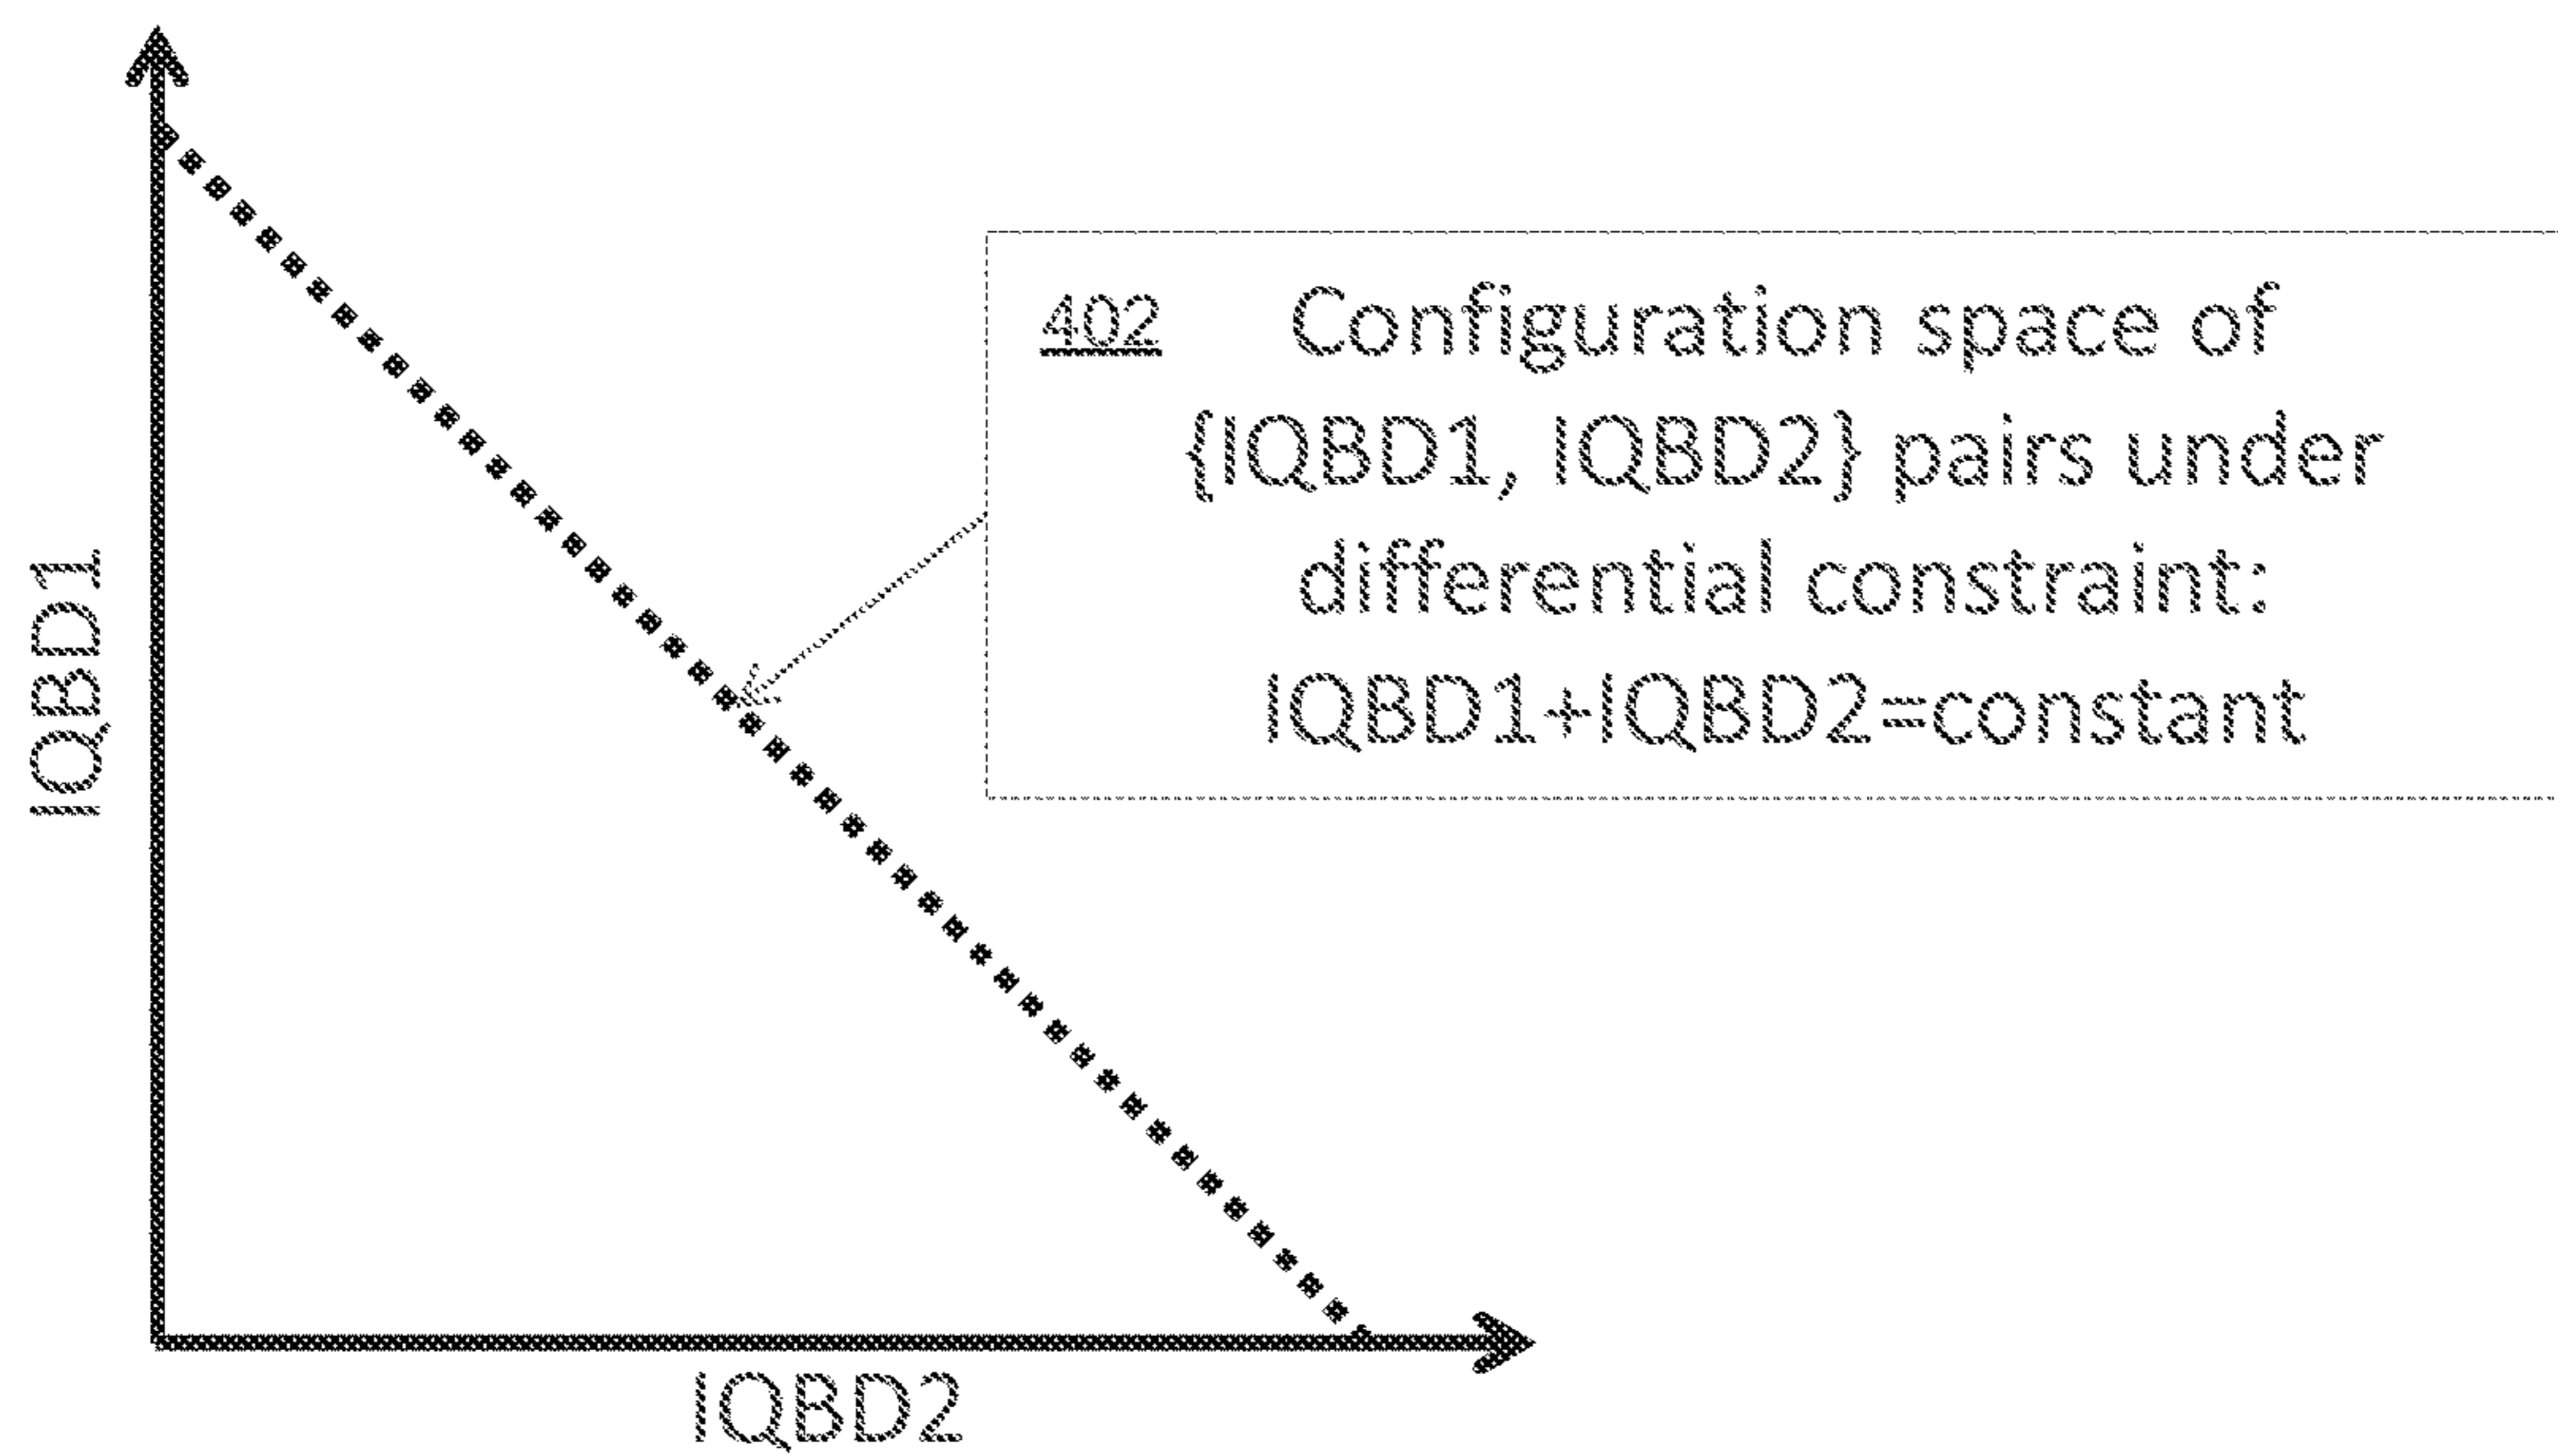 IQBD1
402 Configuration space of
{IQBD1, IQBD2} pairs under
differential constraint:
IQBD1+IQBD2=constant
IQBD2